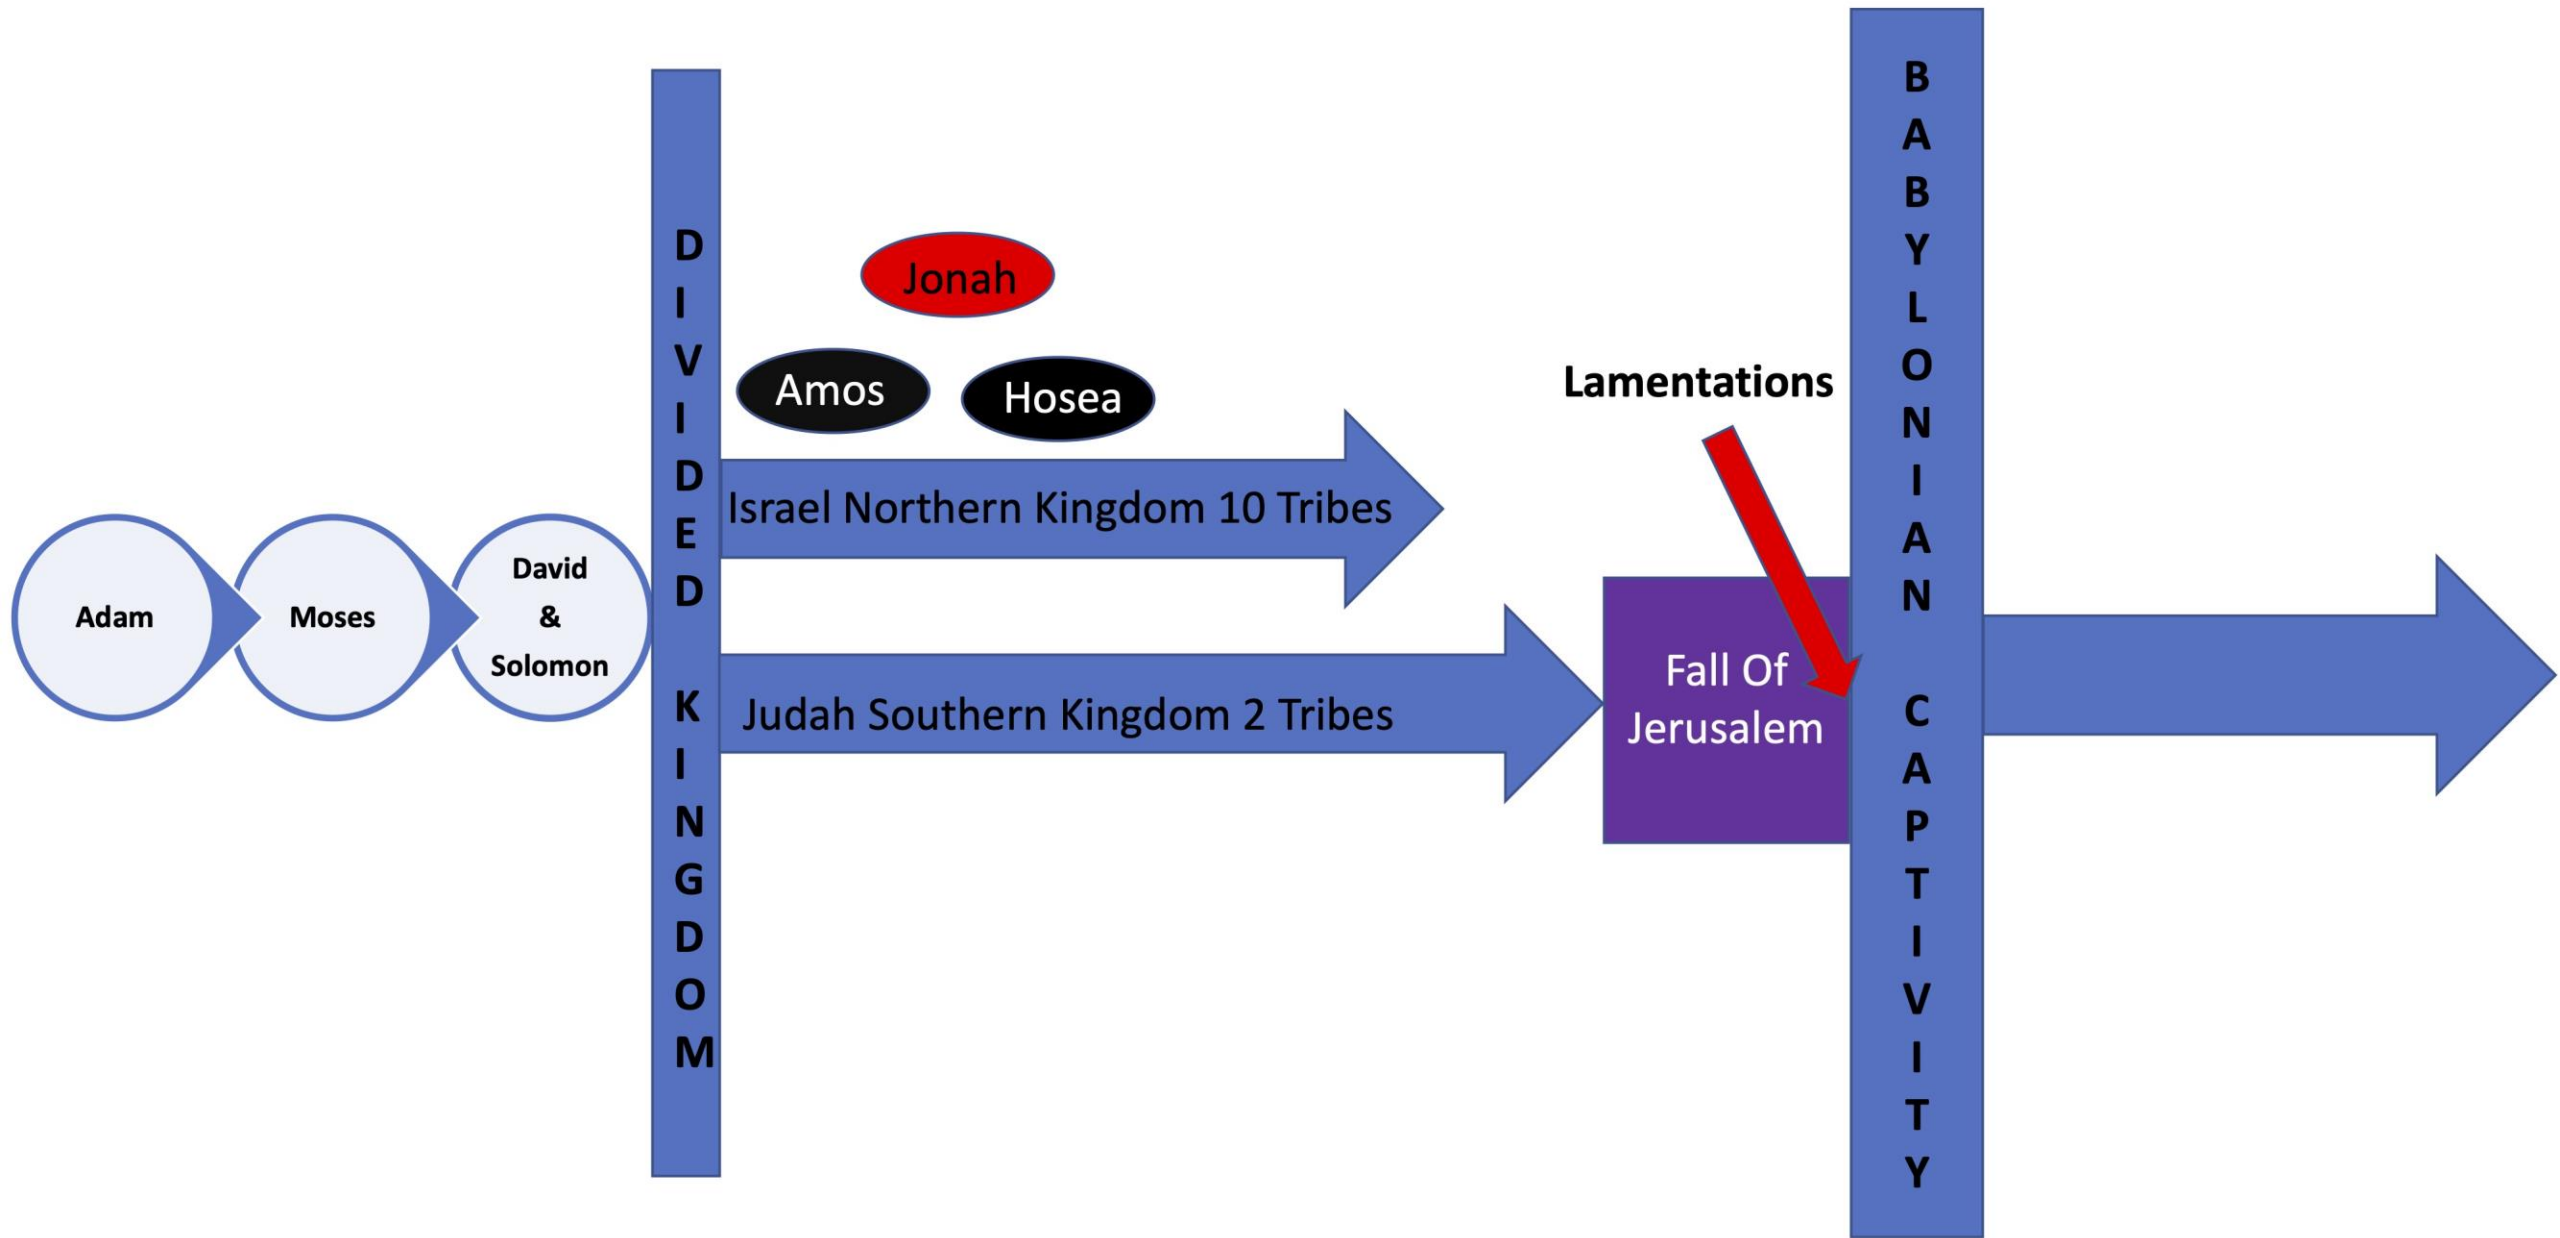 Adam
Moses
David
&
Solomon
DIVIDED KINGDOM
Jonah
Amos
Hosea
Israel Northern Kingdom 10 Tribes
Judah Southern Kingdom 2 Tribes
Lamentations
Fall Of
Jerusalem
BABYLONIAN CAPTIVITY